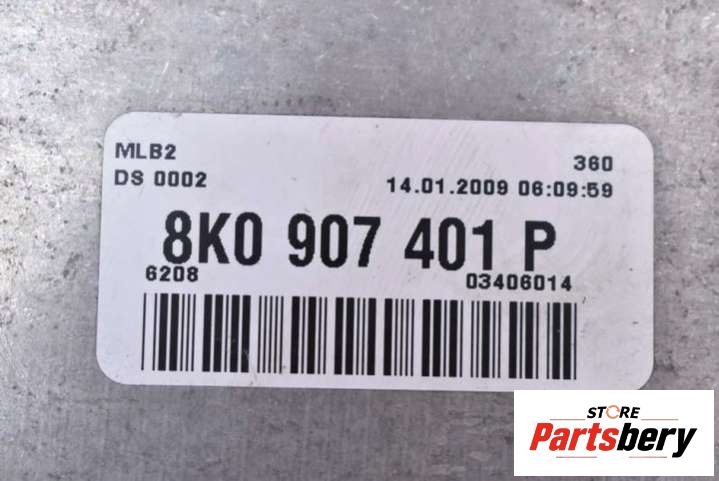 MLB2 360
DS 0002 14.01.2009 06:09:59
8K0 907 401 P
6208 03406014
STORE
Partsbery